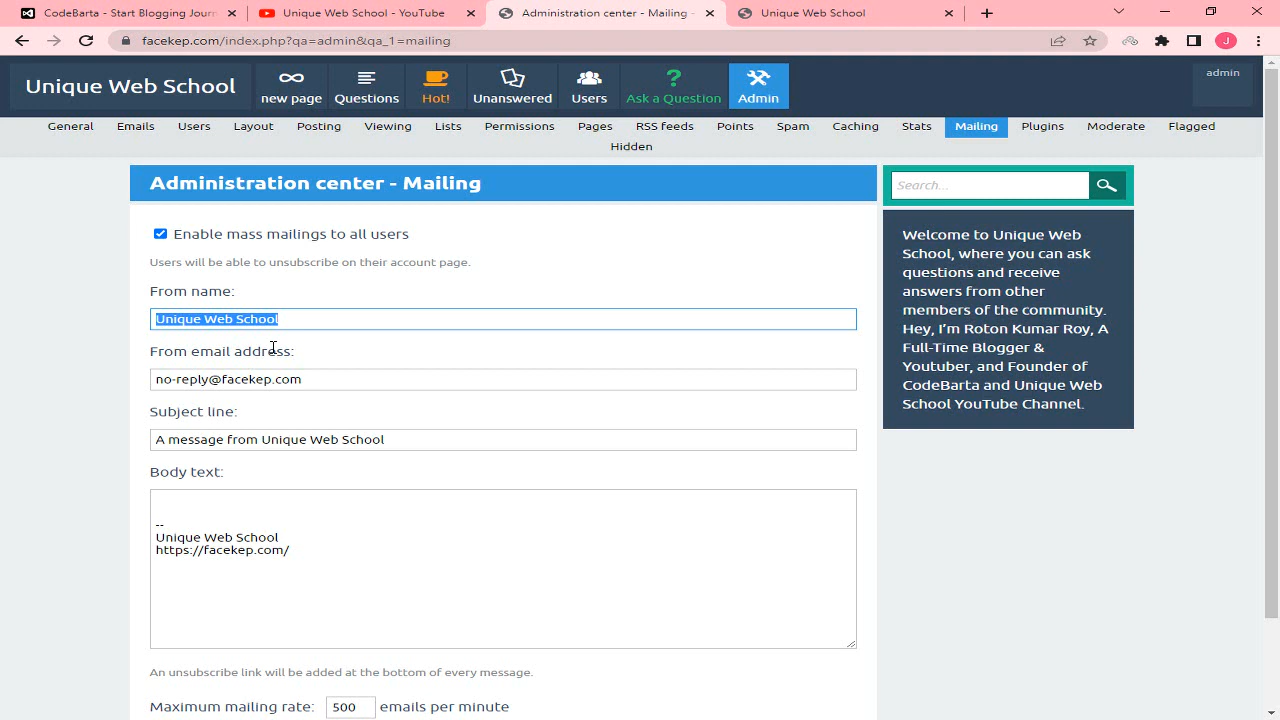 CodeBarta - Start Blogging Journ
Unique Web School - YouTube
Administration center - Mailing -
Unique Web School
facekep.com/index.php?qa=admin&qa_1=mailing
J
Unique Web School
new page
Questions
Hot!
Unanswered
Users
Ask a Question
Admin
admin
General
Emails
Users
Layout
Posting
Viewing
Lists
Permissions
Pages
RSS feeds
Points
Spam
Caching
Stats
Mailing
Plugins
Moderate
Flagged
Hidden
Administration center - Mailing
Enable mass mailings to all users
Users will be able to unsubscribe on their account page.
From name:
Unique Web School
From email address:
no-reply@facekep.com
Subject line:
A message from Unique Web School
Body text:
--
Unique Web School
https://facekep.com/
An unsubscribe link will be added at the bottom of every message.
Maximum mailing rate: 500 emails per minute
Search...
Welcome to Unique Web
School, where you can ask
questions and receive
answers from other
members of the community.
Hey, I'm Roton Kumar Roy, A
Full-Time Blogger &
Youtuber, and Founder of
CodeBarta and Unique Web
School YouTube Channel.